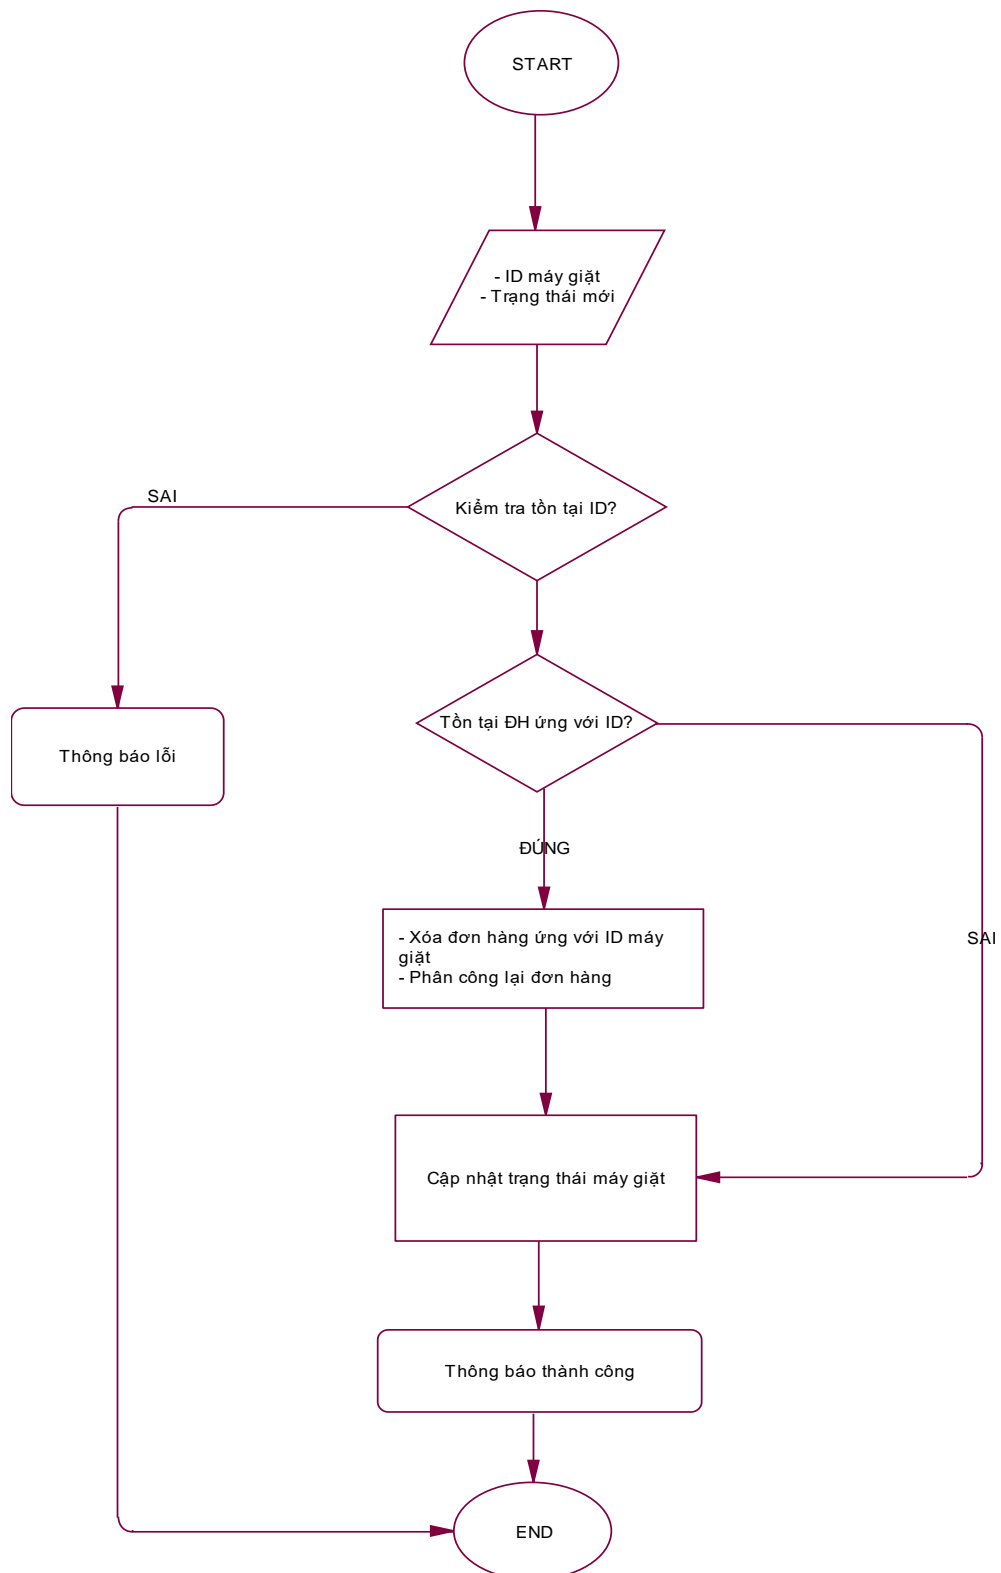 START
- ID máy giặt
- Trạng thái mới
SAI
Kiểm tra tồn tại ID?
Tồn tại ĐH ứng với ID?
Thông báo lỗi
ĐÚNG
- Xóa đơn hàng ứng với ID máy
giặt
- Phân công lại đơn hàng
SAI
Cập nhật trạng thái máy giặt
Thông báo thành công
END